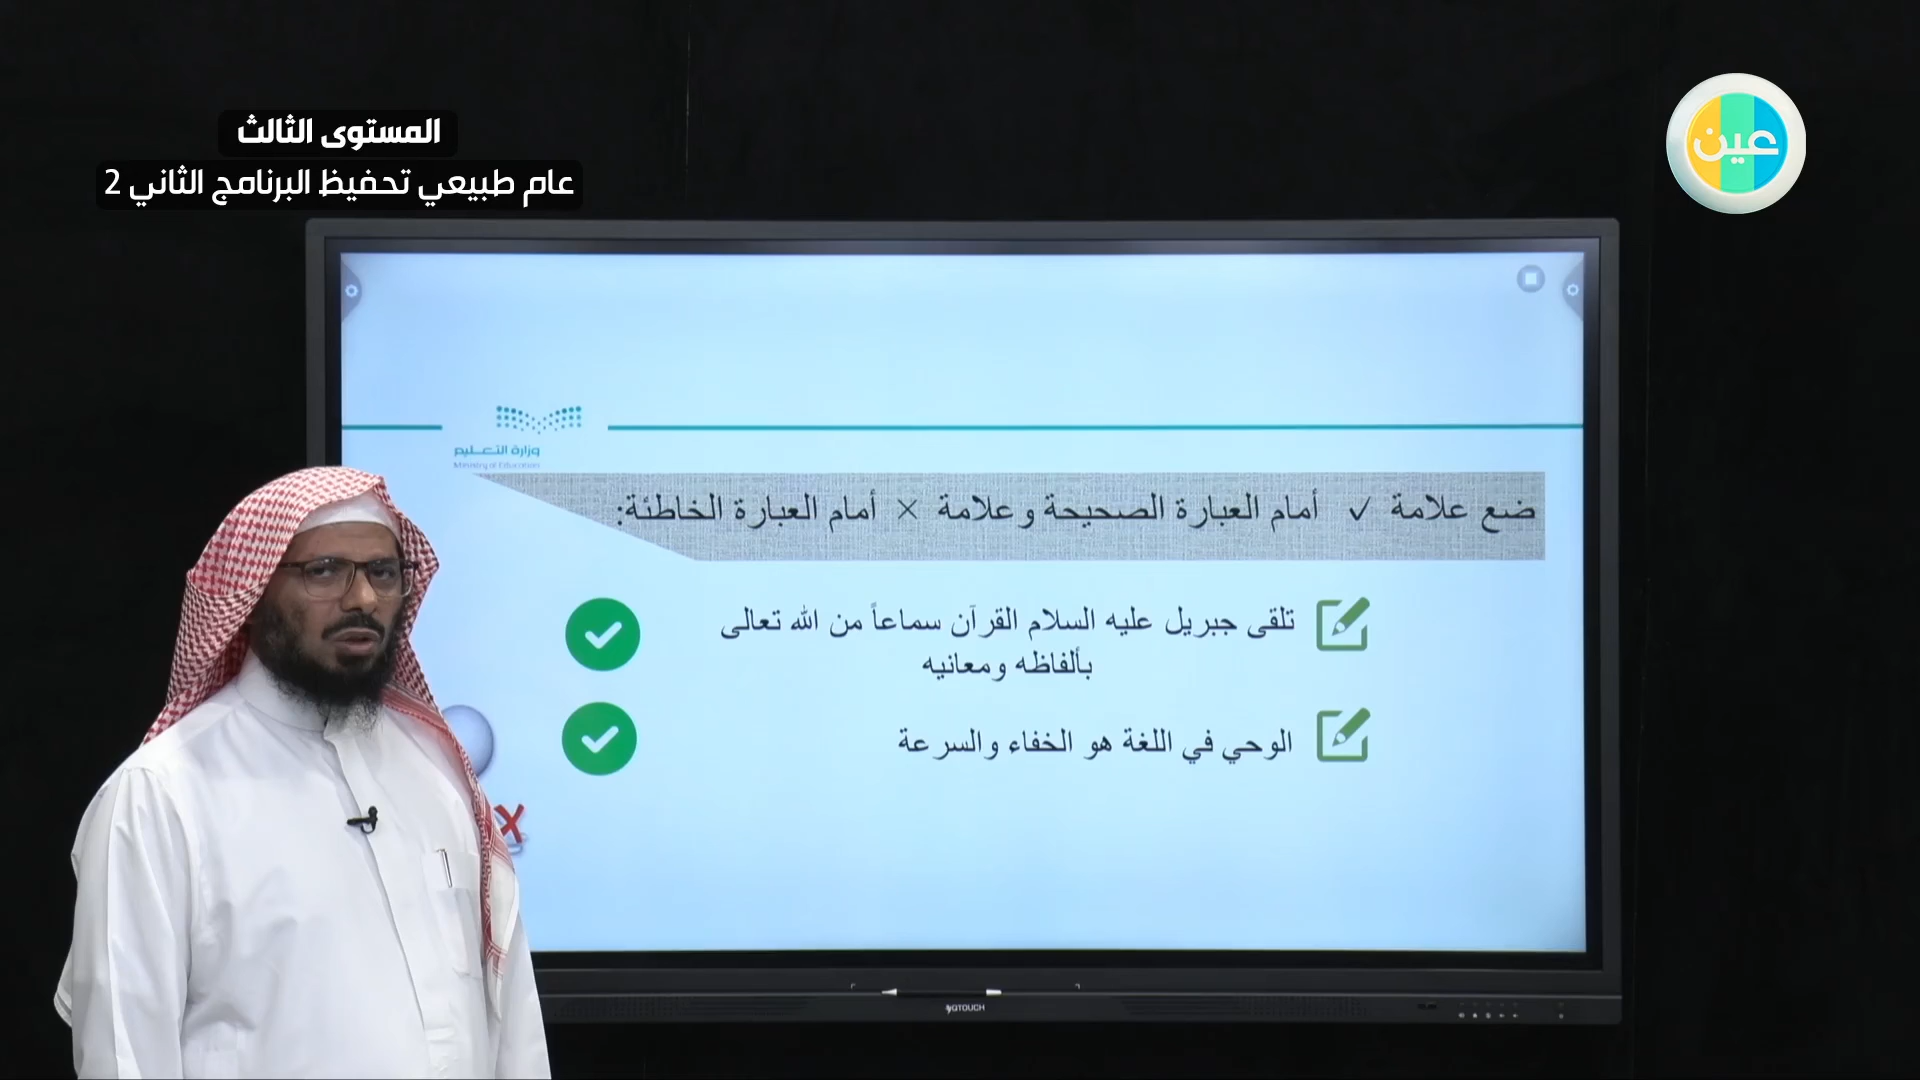 المستوى الثالث
عام طبيعي تحفيظ البرنامج الثاني 2
عين
وزارة التعليم
Ministry of Education
ضع علامة ✓ أمام العبارة الصحيحة وعلامة × أمام العبارة الخاطئة:
تلقى جبريل عليه السلام القرآن سماعاً من الله تعالى
بألفاظه ومعانيه
الوحي في اللغة هو الخفاء والسرعة
QTOUCH